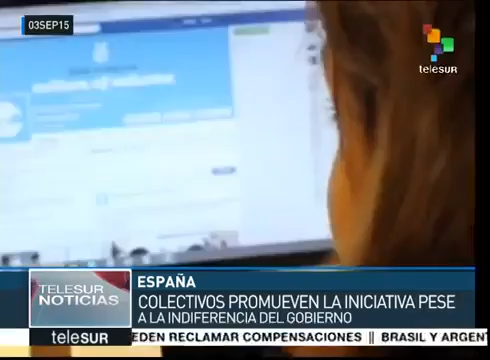 03SEP15
teleSUR
ESPAÑA
TELESUR
NOTICIAS
COLECTIVOS PROMUEVEN LA INICIATIVA PESE
A LA INDIFERENCIA DEL GOBIERNO
teleSUR
EDEN RECLAMAR COMPENSACIONES|| BRASIL Y ARGEN